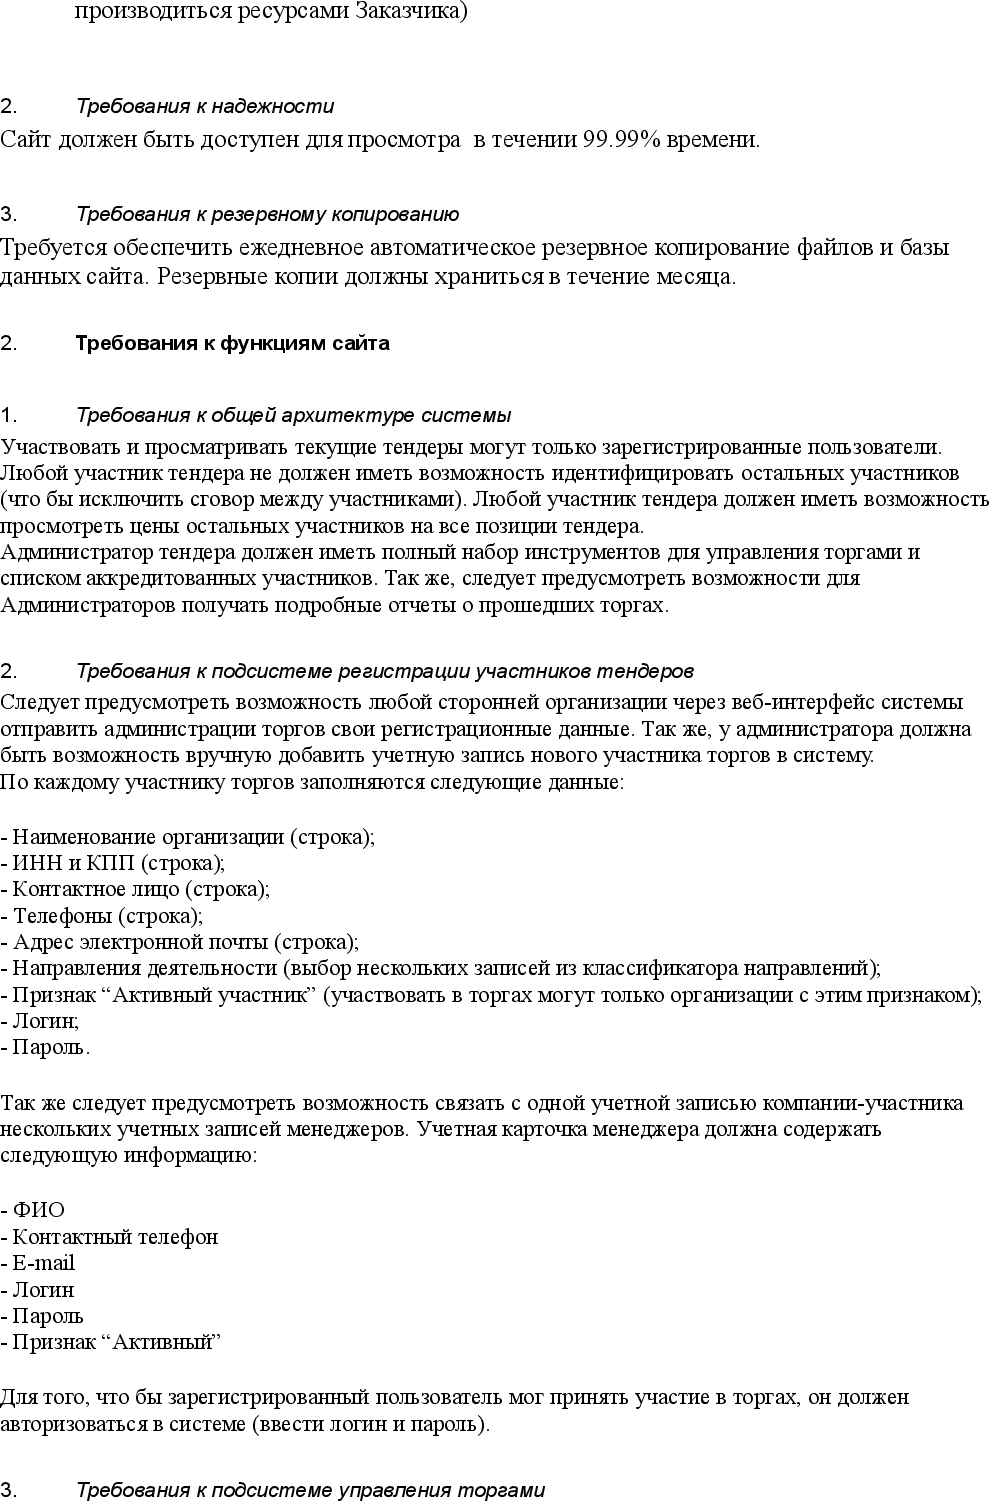 производиться ресурсами Заказчика)
2. Требования к надежности
Сайт должен быть доступен для просмотра в течении 99.99% времени.
3. Требования к резервному копированию
Требуется обеспечить ежедневное автоматическое резервное копирование файлов и базы
данных сайта. Резервные копии должны храниться в течение месяца.
2. Требования к функциям сайта
1. Требования к общей архитектуре системы
Участвовать и просматривать текущие тендеры могут только зарегистрированные пользователи.
Любой участник тендера не должен иметь возможность идентифицировать остальных участников
(что бы исключить сговор между участниками). Любой участник тендера должен иметь возможность
просмотреть цены остальных участников на все позиции тендера.
Администратор тендера должен иметь полный набор инструментов для управления торгами и
списком аккредитованных участников. Так же, следует предусмотреть возможности для
Администраторов получать подробные отчеты о прошедших торгах.
2. Требования к подсистеме регистрации участников тендеров
Следует предусмотреть возможность любой сторонней организации через веб-интерфейс системы
отправить администрации торгов свои регистрационные данные. Так же, у администратора должна
быть возможность вручную добавить учетную запись нового участника торгов в систему.
По каждому участнику торгов заполняются следующие данные:
- Наименование организации (строка);
- ИНН и КПП (строка);
- Контактное лицо (строка);
- Телефоны (строка);
- Адрес электронной почты (строка);
- Направления деятельности (выбор нескольких записей из классификатора направлений);
- Признак “Активный участник” (участвовать в торгах могут только организации с этим признаком);
- Логин;
- Пароль.
Так же следует предусмотреть возможность связать с одной учетной записью компании-участника
нескольких учетных записей менеджеров. Учетная карточка менеджера должна содержать
следующую информацию:
- ФИО
- Контактный телефон
- E-mail
- Логин
- Пароль
- Признак “Активный”
Для того, что бы зарегистрированный пользователь мог принять участие в торгах, он должен
авторизоваться в системе (ввести логин и пароль).
3. Требования к подсистеме управления торгами